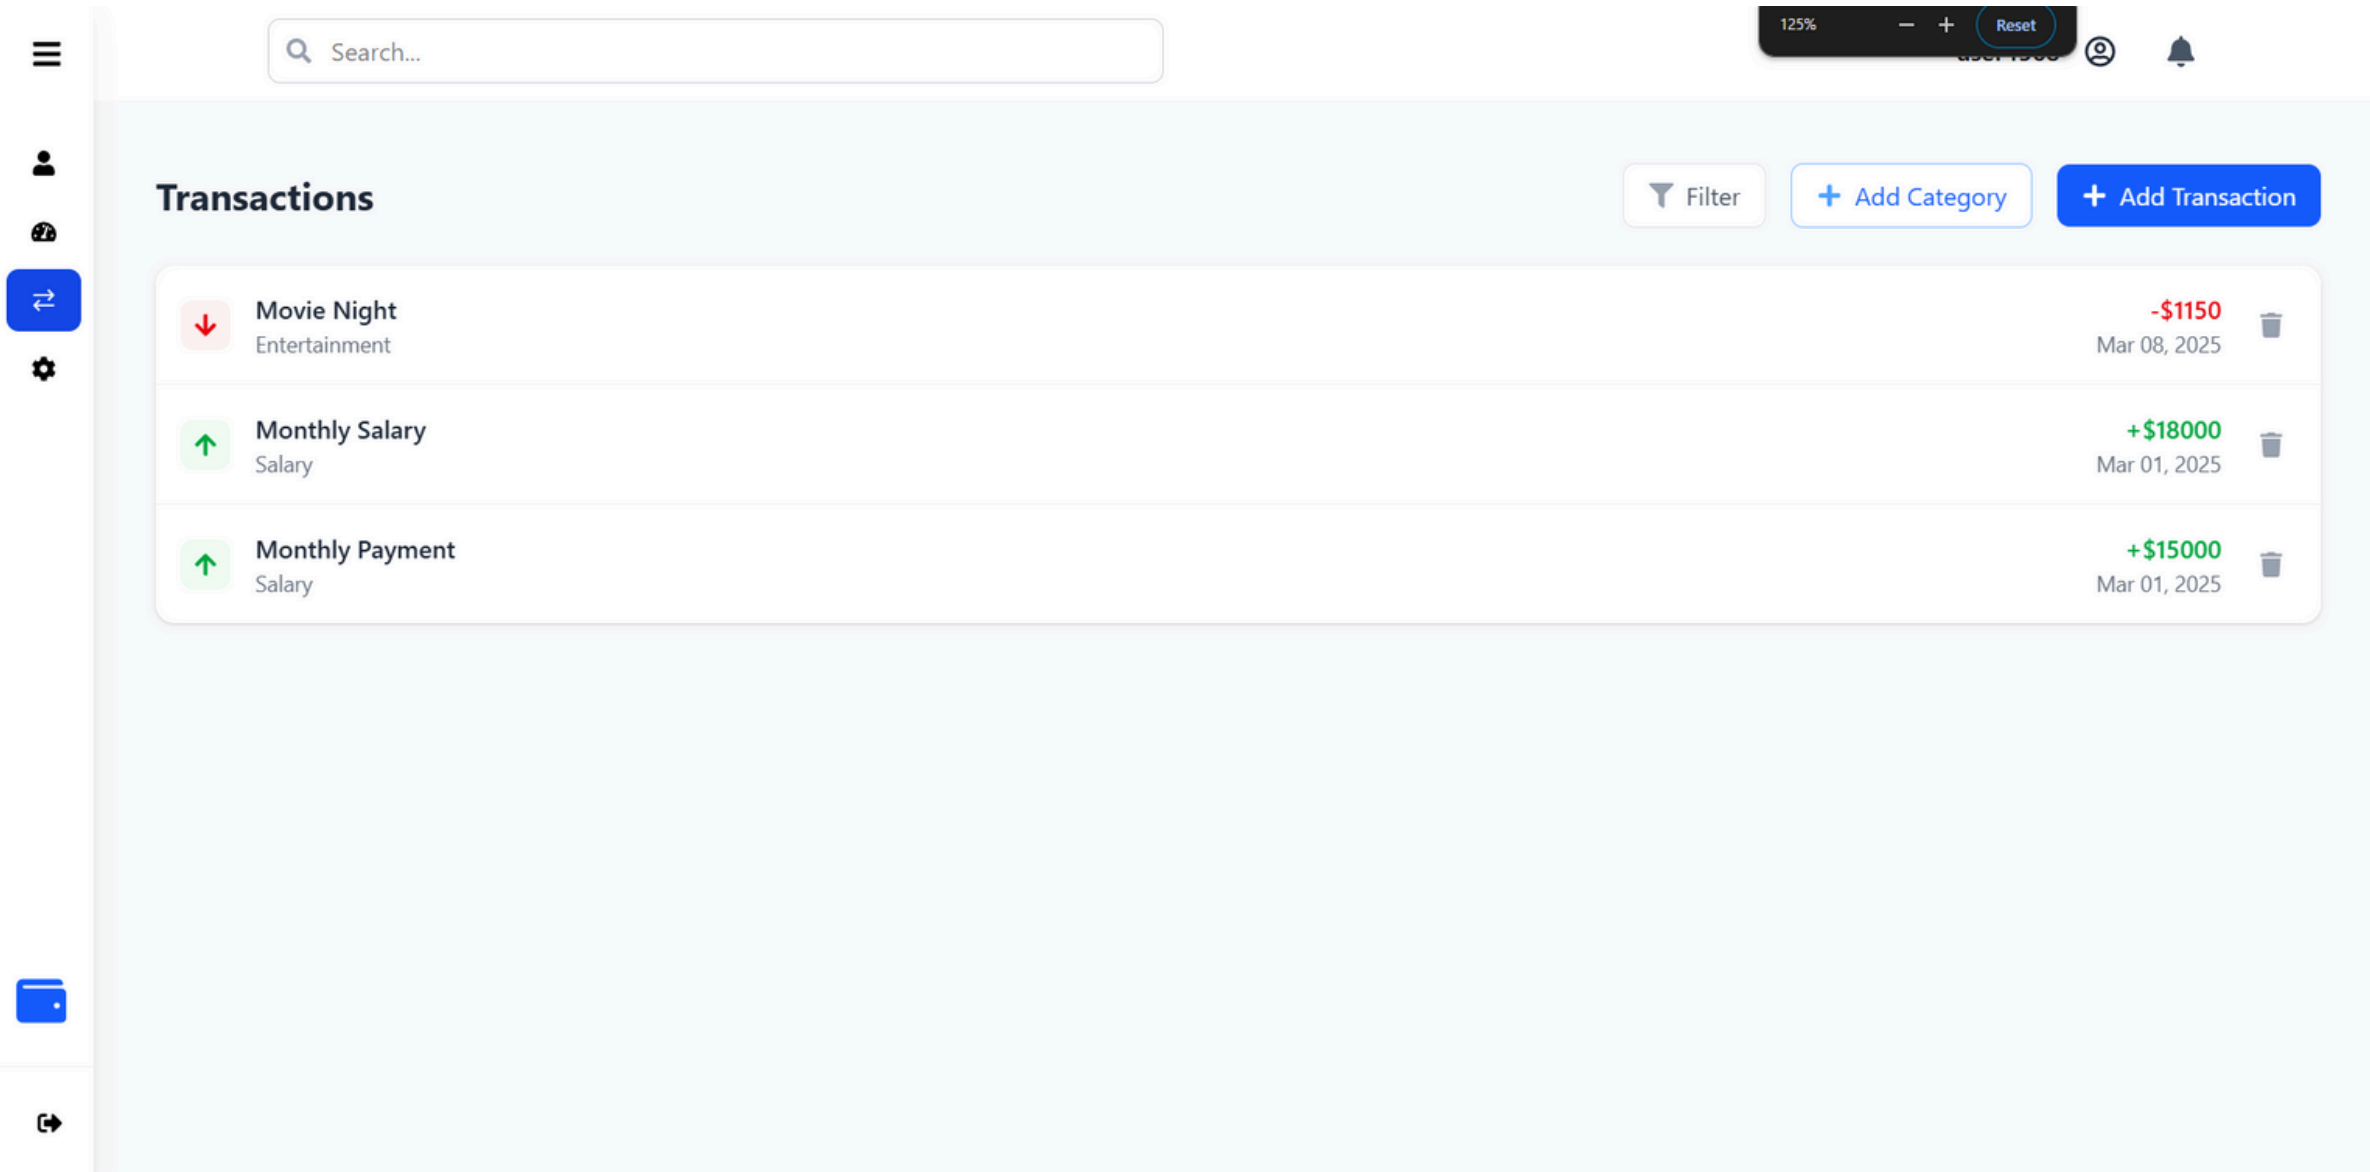 Search...
125%
Reset
Transactions
Filter
Add Category
Add Transaction
Movie Night
Entertainment
-$1150
Mar 08, 2025
Monthly Salary
Salary
+$18000
Mar 01, 2025
Monthly Payment
Salary
+$15000
Mar 01, 2025